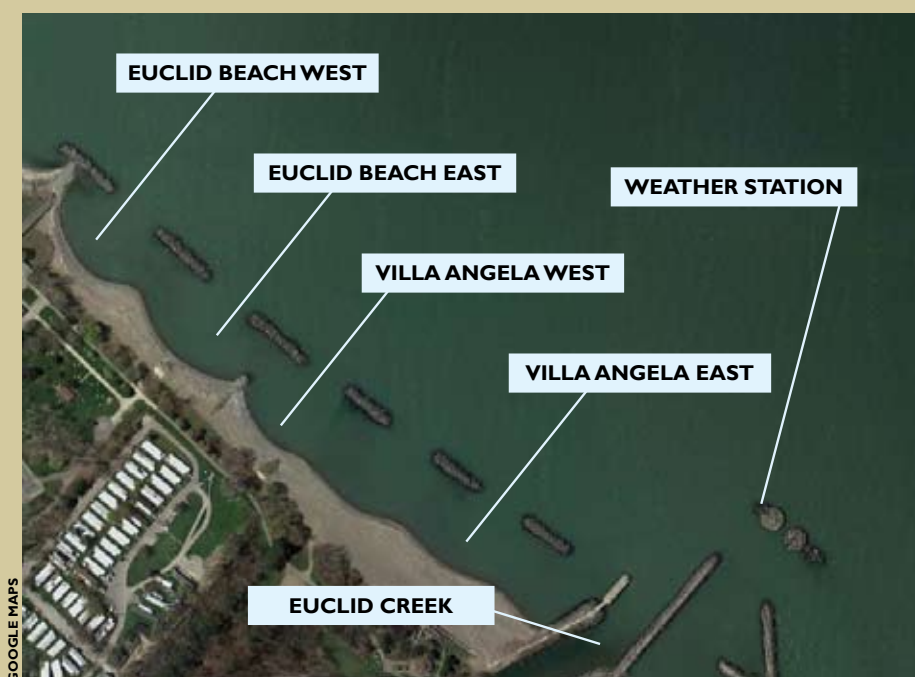 EUCLID BEACH WEST
EUCLID BEACH EAST
WEATHER STATION
VILLA ANGELA WEST
VILLA ANGELA EAST
EUCLID CREEK
GOOGLE MAPS